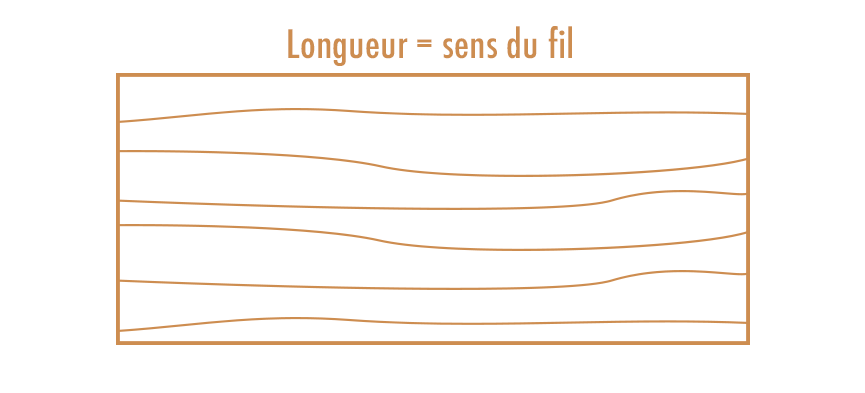 Longueur = sens du fil